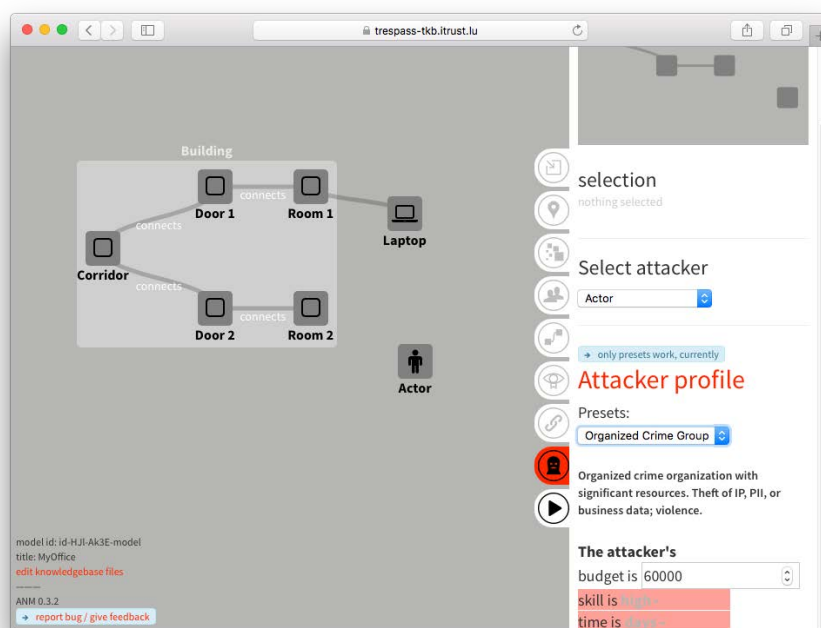 trespass-tkb.itrust.lu
Building
connects
Door 1
Room 1
connects
Laptop
Corridor
connects
connects
Door 2
Room 2
Actor
model id: id-HJl-Ak3E-model
title: MyOffice
edit knowledgebase files
———
ANM 0.3.2
→ report bug / give feedback
selection
nothing selected
Select attacker
Actor
→ only presets work, currently
Attacker profile
Presets:
Organized Crime Group
Organized crime organization with
significant resources. Theft of IP, PII, or
business data; violence.
The attacker's
budget is 60000
skill is high -
time is days -